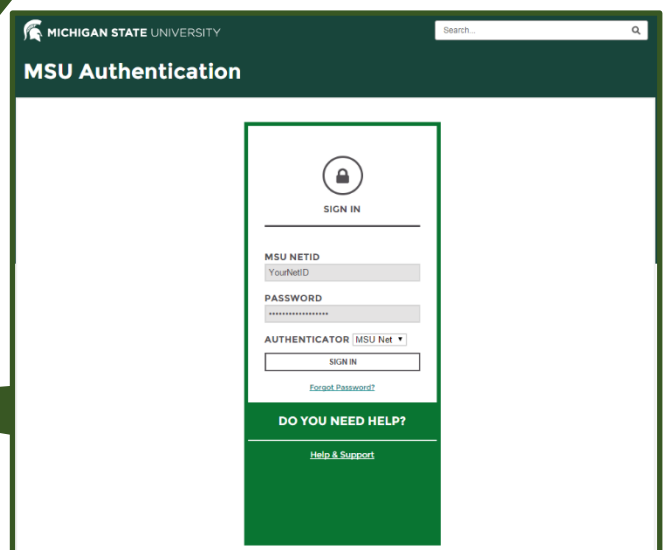 MICHIGAN STATE UNIVERSITY
Search...
MSU Authentication
SIGN IN
MSU NETID
YourNetID
PASSWORD
••••••••••••••••••
AUTHENTICATOR MSU Net
SIGN IN
Forgot Password?
DO YOU NEED HELP?
Help & Support